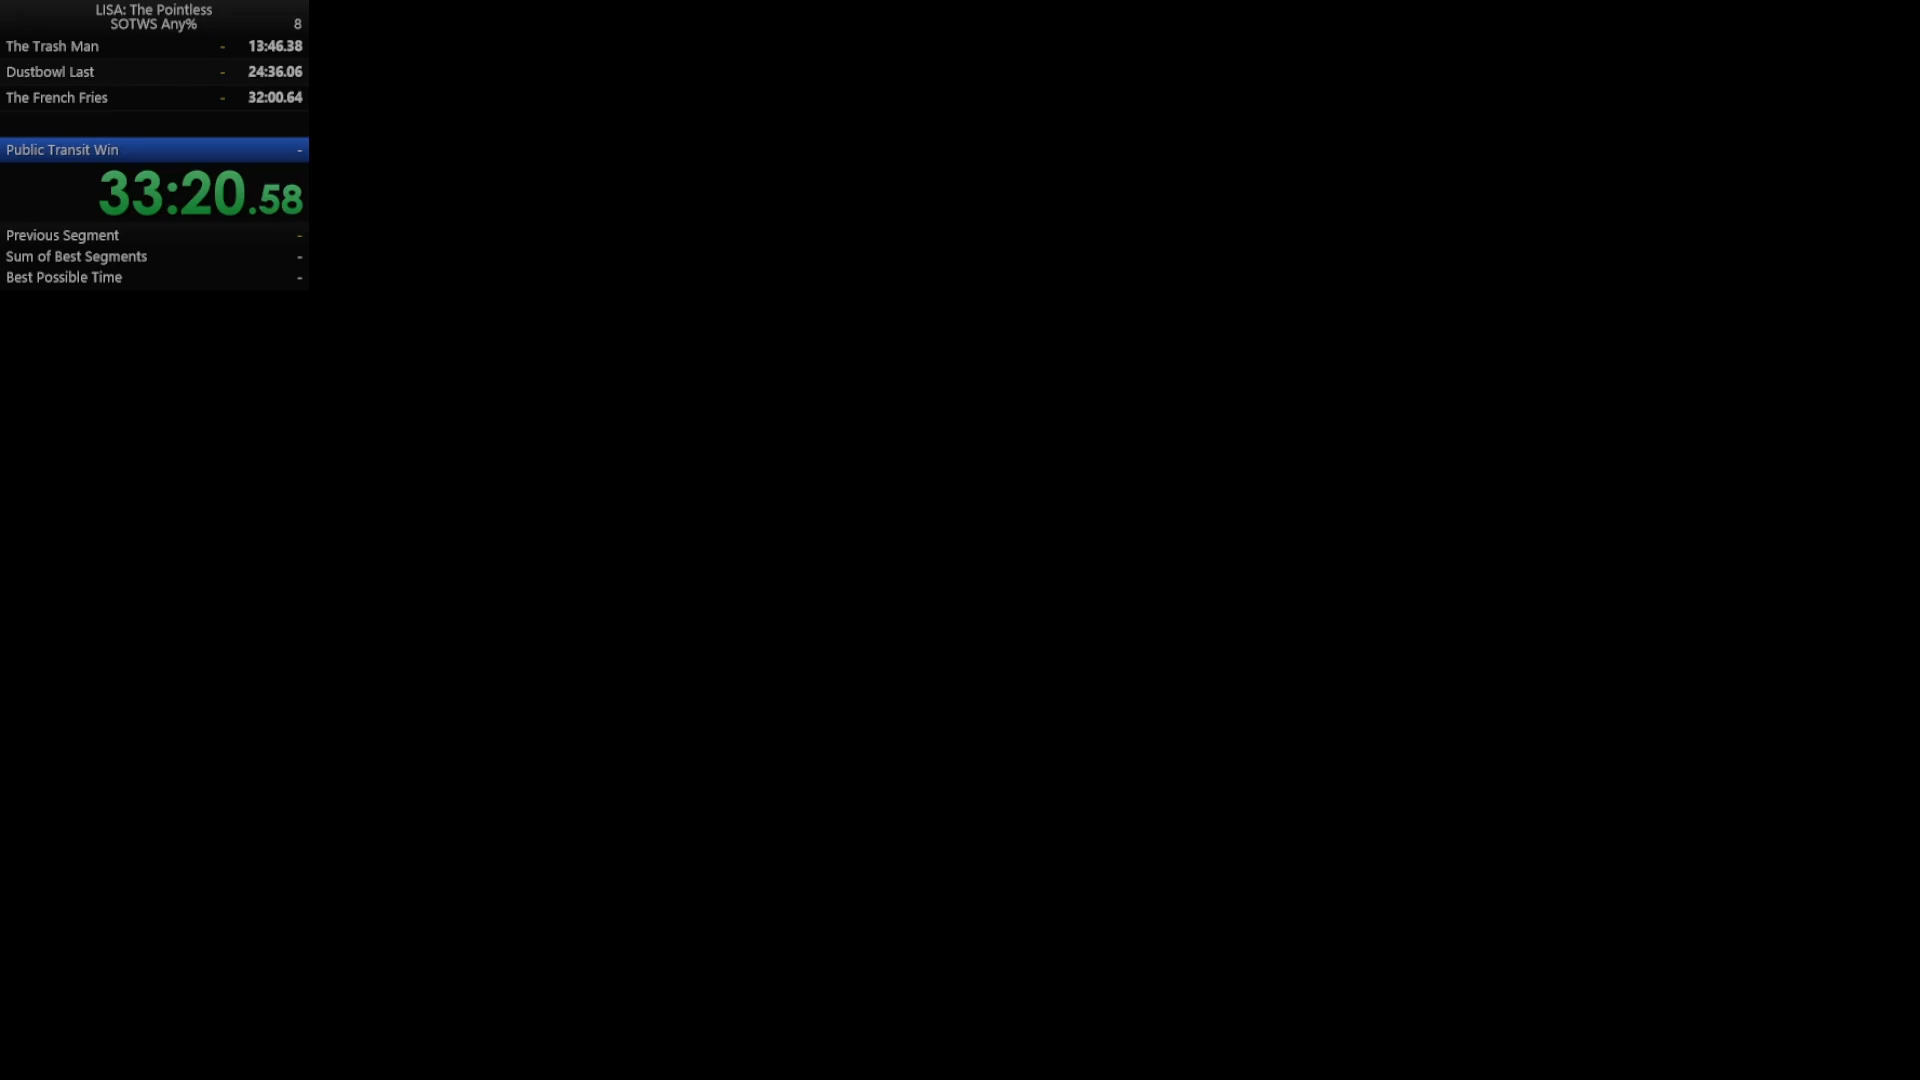 LISA: The Pointless
SOTWS Any% 8
The Trash Man - 13:46.38
Dustbowl Last - 24:36.06
The French Fries - 32:00.64
Public Transit Win -
33:20.58
Previous Segment -
Sum of Best Segments -
Best Possible Time -